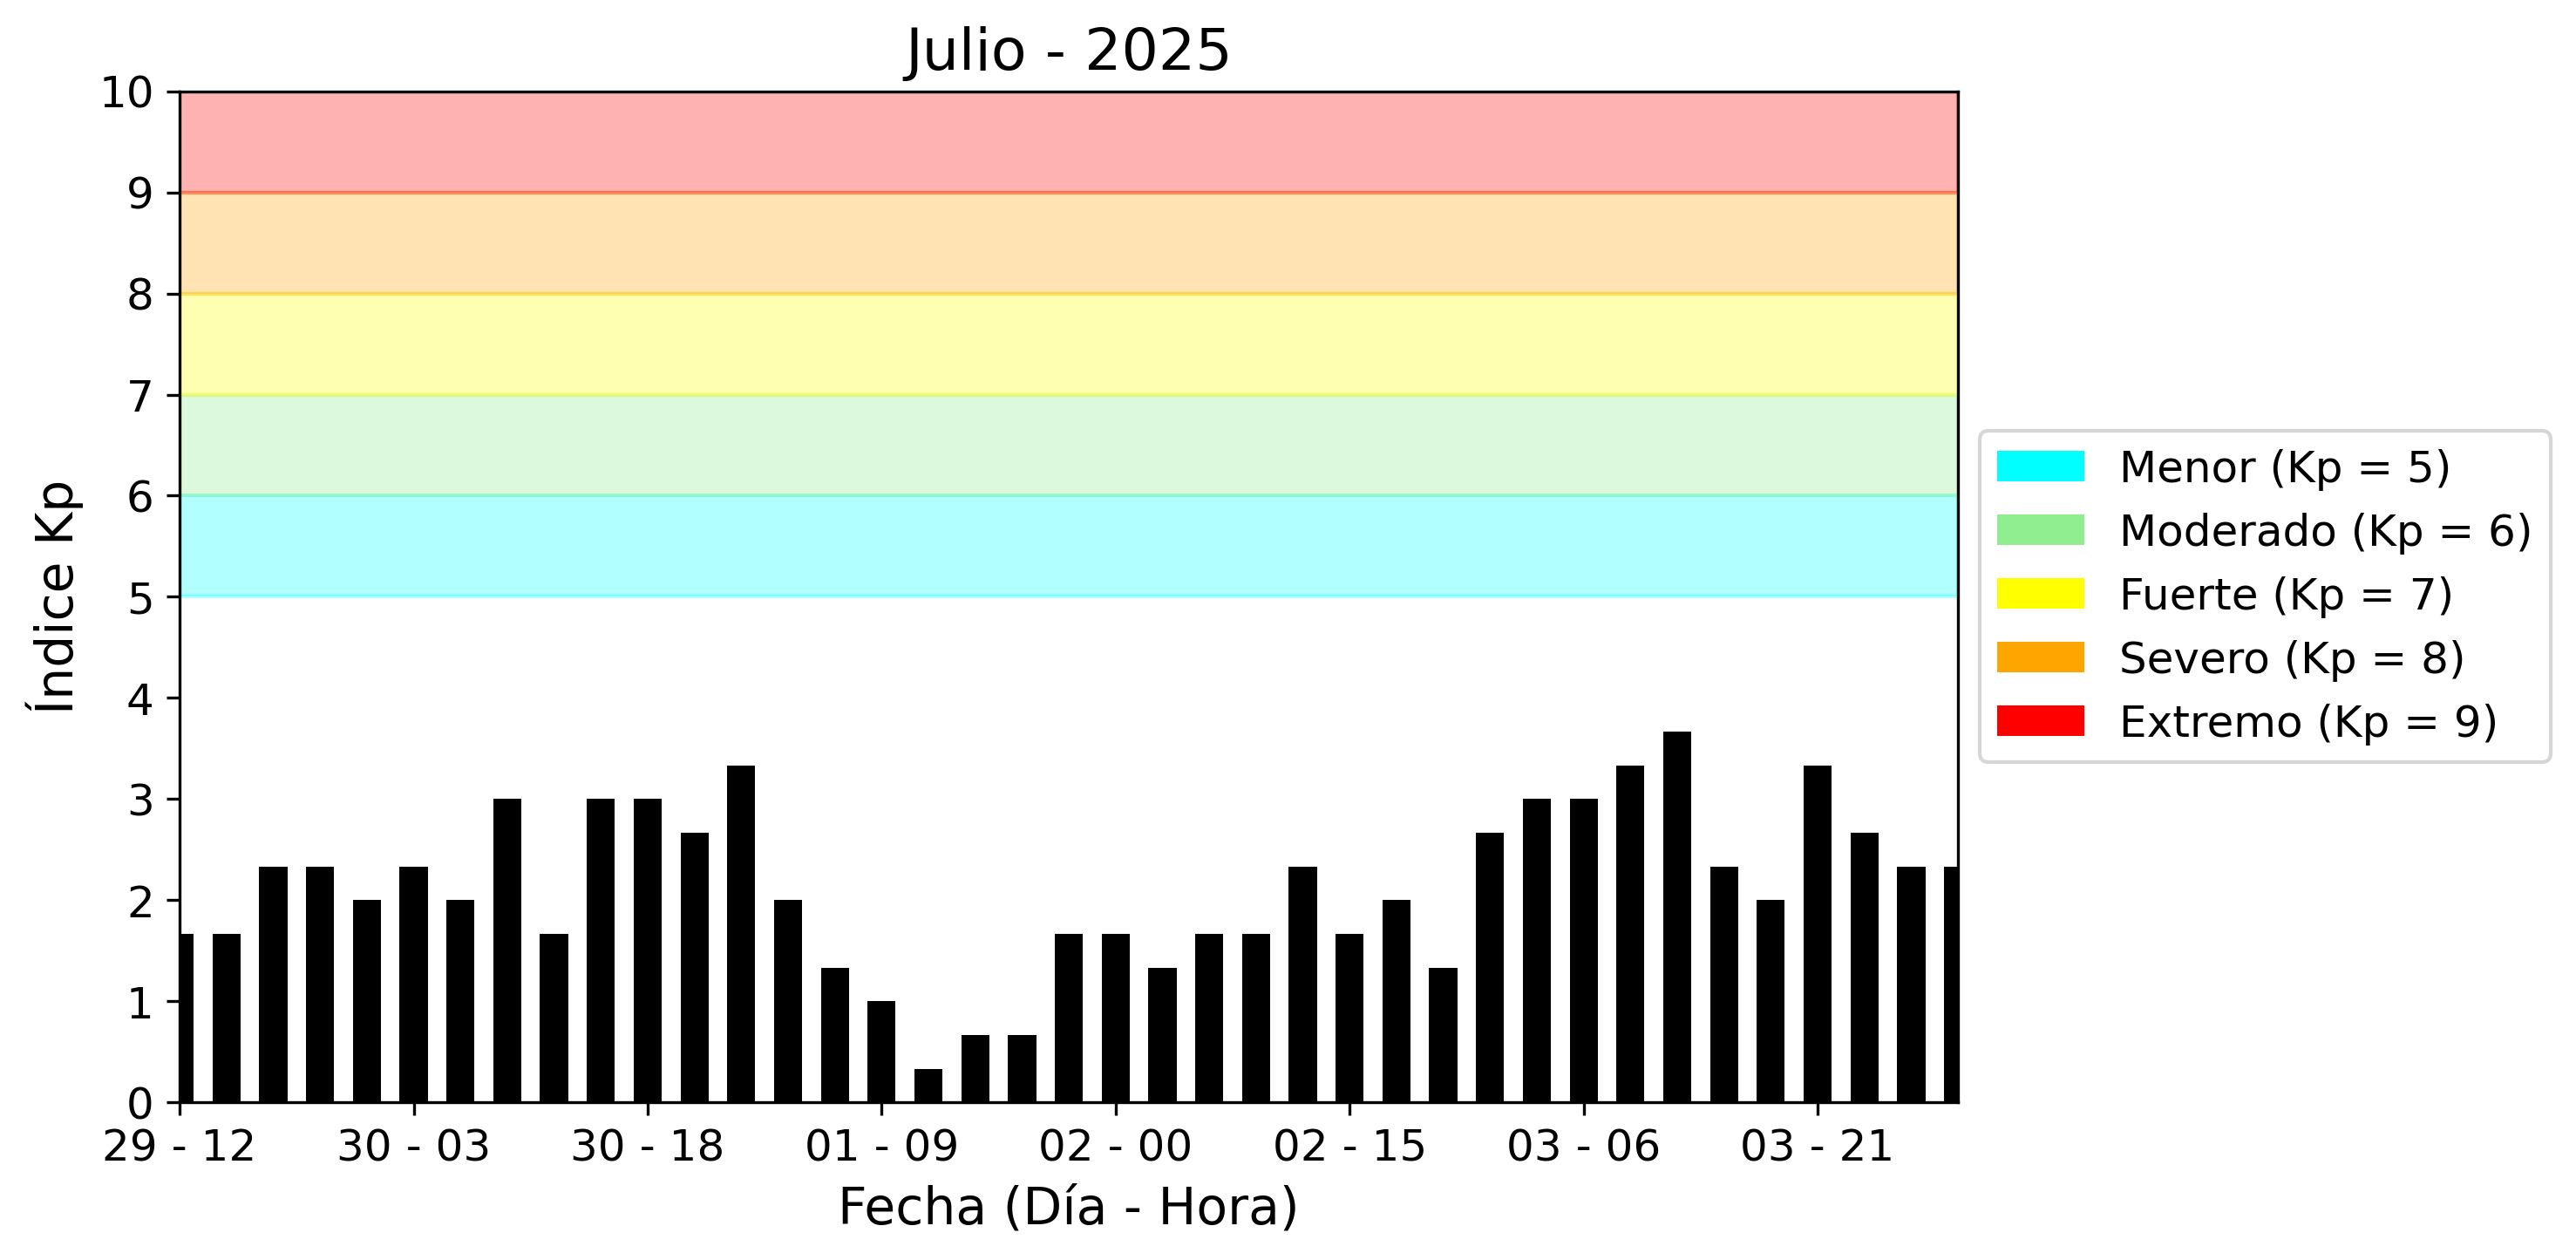 Julio - 2025
10
9
8
7
6
5
4
3
2
1
0
Índice Kp
29 - 12 30 - 03 30 - 18 01 - 09 02 - 00 02 - 15 03 - 06 03 - 21
Fecha (Día - Hora)
Menor (Kp = 5)
Moderado (Kp = 6)
Fuerte (Kp = 7)
Severo (Kp = 8)
Extremo (Kp = 9)